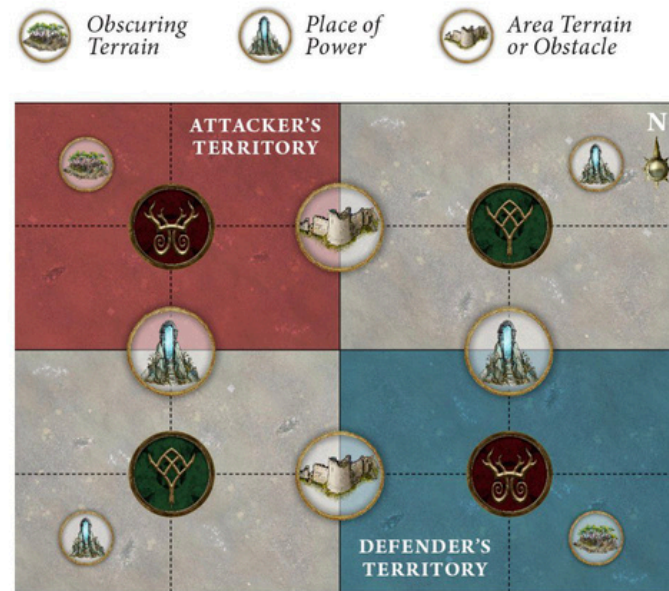 Obscuring
Terrain
Place of
Power
Area Terrain
or Obstacle
ATTACKER'S
TERRITORY
N
DEFENDER'S
TERRITORY